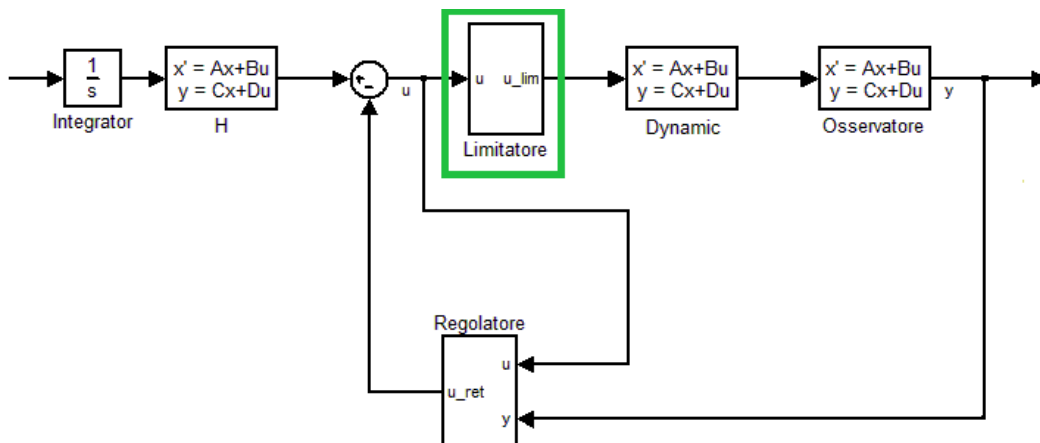 1
s
Integrator
x' = Ax+Bu
y = Cx+Du
H
+
-
u
u u_lim
Limitatore
x' = Ax+Bu
y = Cx+Du
Dynamic
x' = Ax+Bu
y = Cx+Du
Osservatore
y
Regolatore
u
u_ret
y